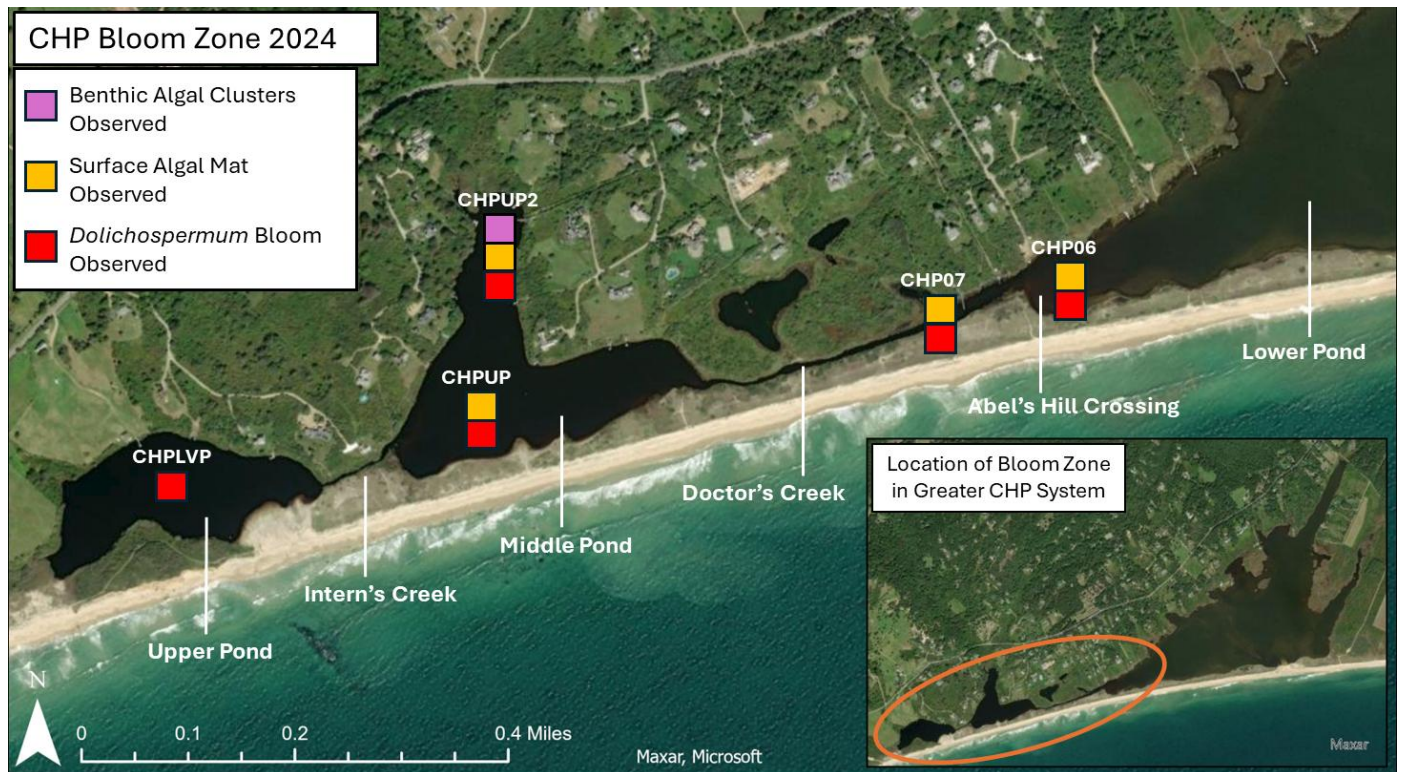 CHP Bloom Zone 2024
Benthic Algal Clusters
Observed
Surface Algal Mat
Observed
Dolichospermum Bloom
Observed
CHPUP2
CHP06
CHP07
Lower Pond
CHPUP
Abel's Hill Crossing
CHPLVP
Location of Bloom Zone
in Greater CHP System
Doctor's Creek
Middle Pond
Intern's Creek
Upper Pond
N
0 0.1 0.2 0.4 Miles
Maxar, Microsoft
Maxar